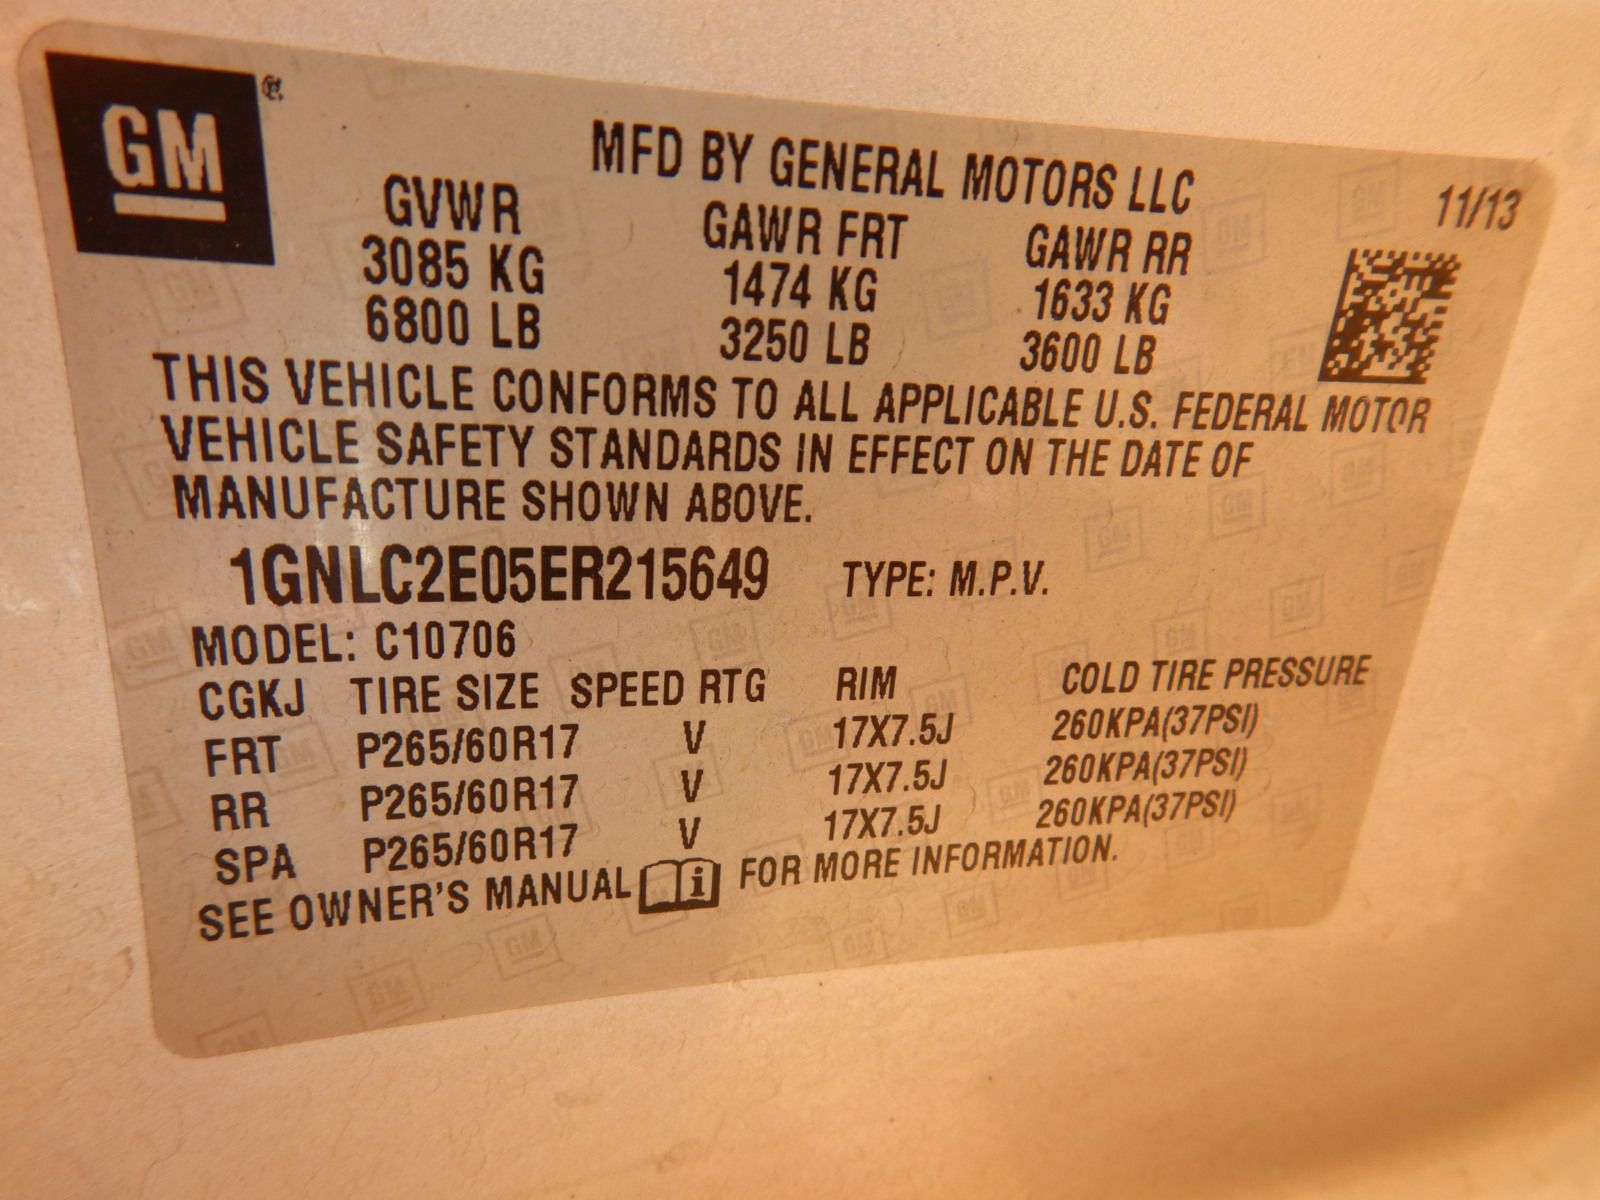 GM ®
MFD BY GENERAL MOTORS LLC
11/13
GVWR GAWR FRT GAWR RR
3085 KG 1474 KG 1633 KG
6800 LB 3250 LB 3600 LB
THIS VEHICLE CONFORMS TO ALL APPLICABLE U.S. FEDERAL MOTOR
VEHICLE SAFETY STANDARDS IN EFFECT ON THE DATE OF
MANUFACTURE SHOWN ABOVE.
1GNLC2E05ER215649 TYPE: M.P.V.
MODEL: C10706
CGKJ TIRE SIZE SPEED RTG RIM COLD TIRE PRESSURE
FRT P265/60R17 V 17X7.5J 260KPA(37PSI)
RR P265/60R17 V 17X7.5J 260KPA(37PSI)
SPA P265/60R17 V 17X7.5J 260KPA(37PSI)
SEE OWNER'S MANUAL i FOR MORE INFORMATION.